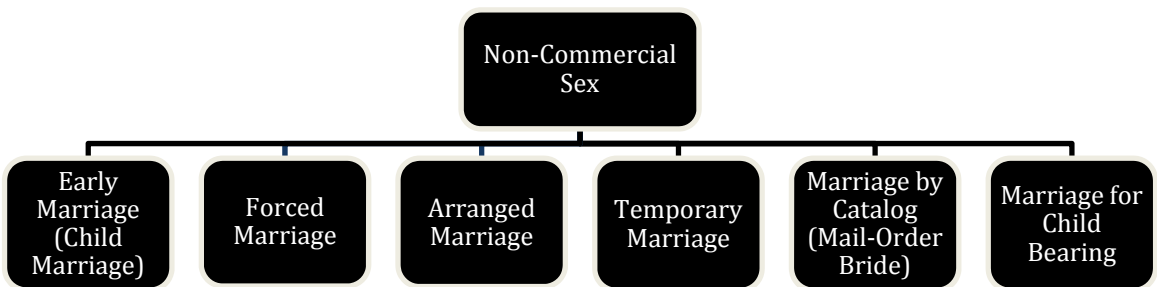 Non-Commercial
Sex
Early
Marriage
(Child
Marriage)
Forced
Marriage
Arranged
Marriage
Temporary
Marriage
Marriage by
Catalog
(Mail-Order
Bride)
Marriage for
Child
Bearing